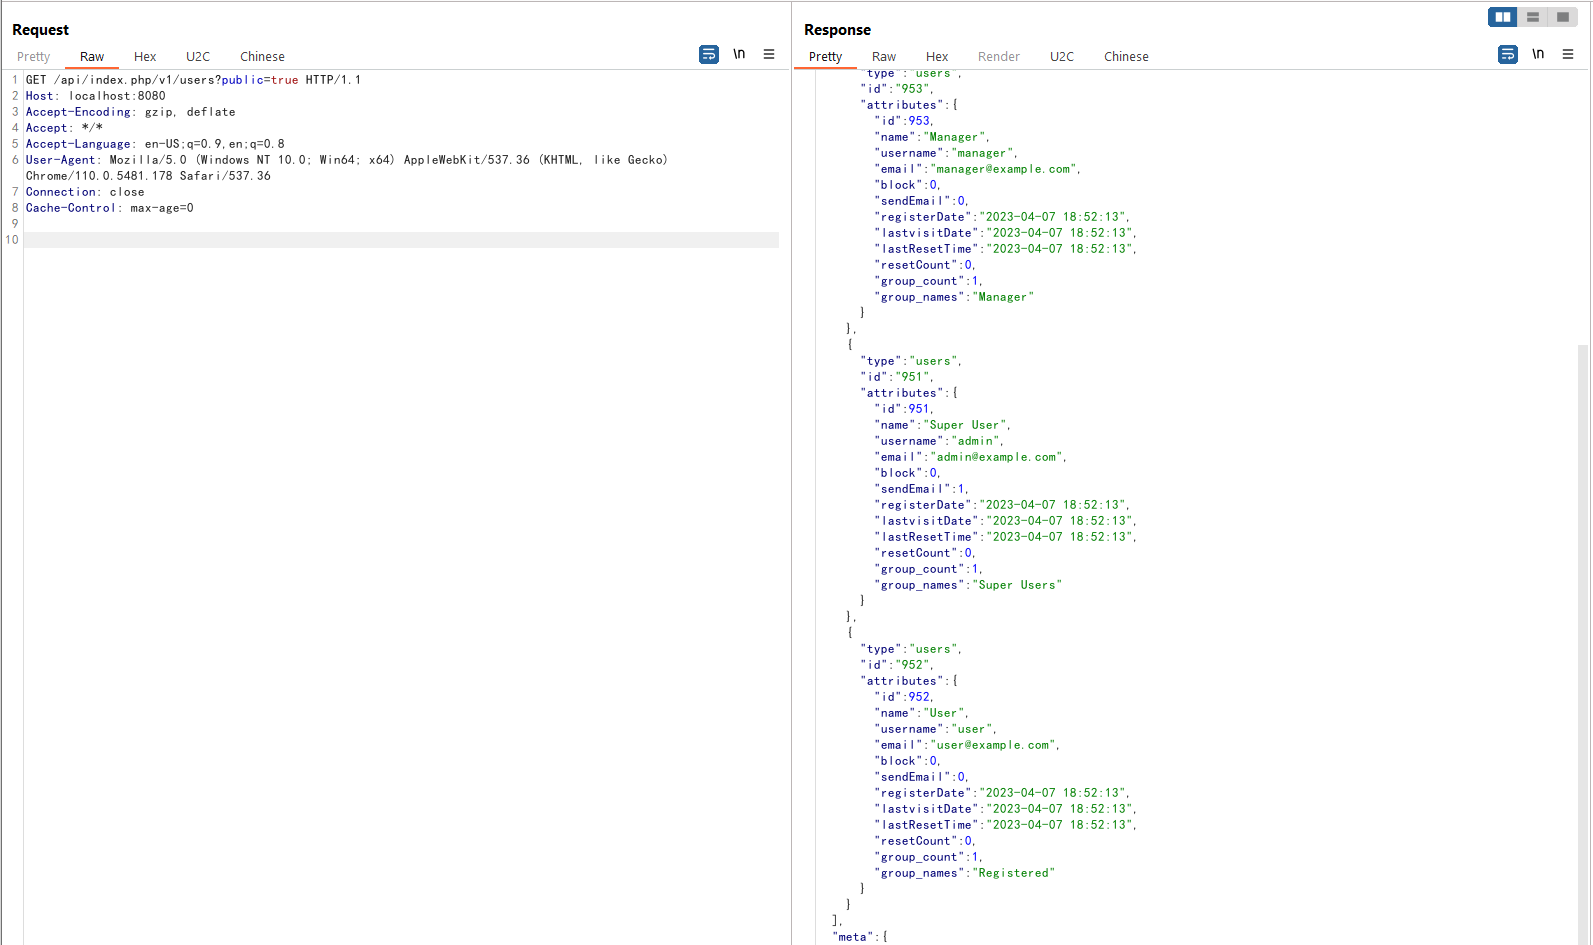 Request
Pretty Raw Hex U2C Chinese
\n
1 GET /api/index.php/v1/users?public=true HTTP/1.1
2 Host: localhost:8080
3 Accept-Encoding: gzip, deflate
4 Accept: */*
5 Accept-Language: en-US;q=0.9,en;q=0.8
6 User-Agent: Mozilla/5.0 (Windows NT 10.0; Win64; x64) AppleWebKit/537.36 (KHTML, like Gecko)
Chrome/110.0.5481.178 Safari/537.36
7 Connection: close
8 Cache-Control: max-age=0
9
10
Response
Pretty Raw Hex Render U2C Chinese
\n
"type":"users",
"id":"953",
"attributes":{
"id":953,
"name":"Manager",
"username":"manager",
"email":"manager@example.com",
"block":0,
"sendEmail":0,
"registerDate":"2023-04-07 18:52:13",
"lastvisitDate":"2023-04-07 18:52:13",
"lastResetTime":"2023-04-07 18:52:13",
"resetCount":0,
"group_count":1,
"group_names":"Manager"
}
},
{
"type":"users",
"id":"951",
"attributes":{
"id":951,
"name":"Super User",
"username":"admin",
"email":"admin@example.com",
"block":0,
"sendEmail":1,
"registerDate":"2023-04-07 18:52:13",
"lastvisitDate":"2023-04-07 18:52:13",
"lastResetTime":"2023-04-07 18:52:13",
"resetCount":0,
"group_count":1,
"group_names":"Super Users"
}
},
{
"type":"users",
"id":"952",
"attributes":{
"id":952,
"name":"User",
"username":"user",
"email":"user@example.com",
"block":0,
"sendEmail":0,
"registerDate":"2023-04-07 18:52:13",
"lastvisitDate":"2023-04-07 18:52:13",
"lastResetTime":"2023-04-07 18:52:13",
"resetCount":0,
"group_count":1,
"group_names":"Registered"
}
}
],
"meta":{